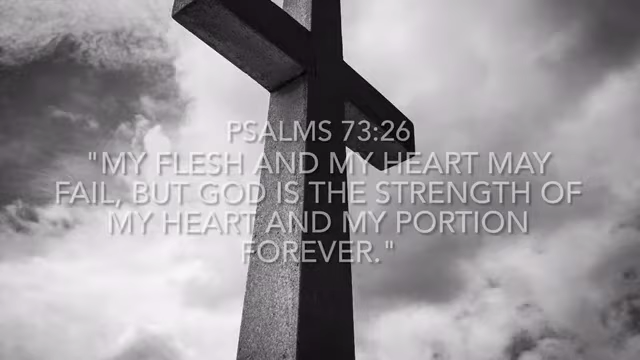 PSALMS 73:26
"MY FLESH AND MY HEART MAY
FAIL, BUT GOD IS THE STRENGTH OF
MY HEART AND MY PORTION
FOREVER."